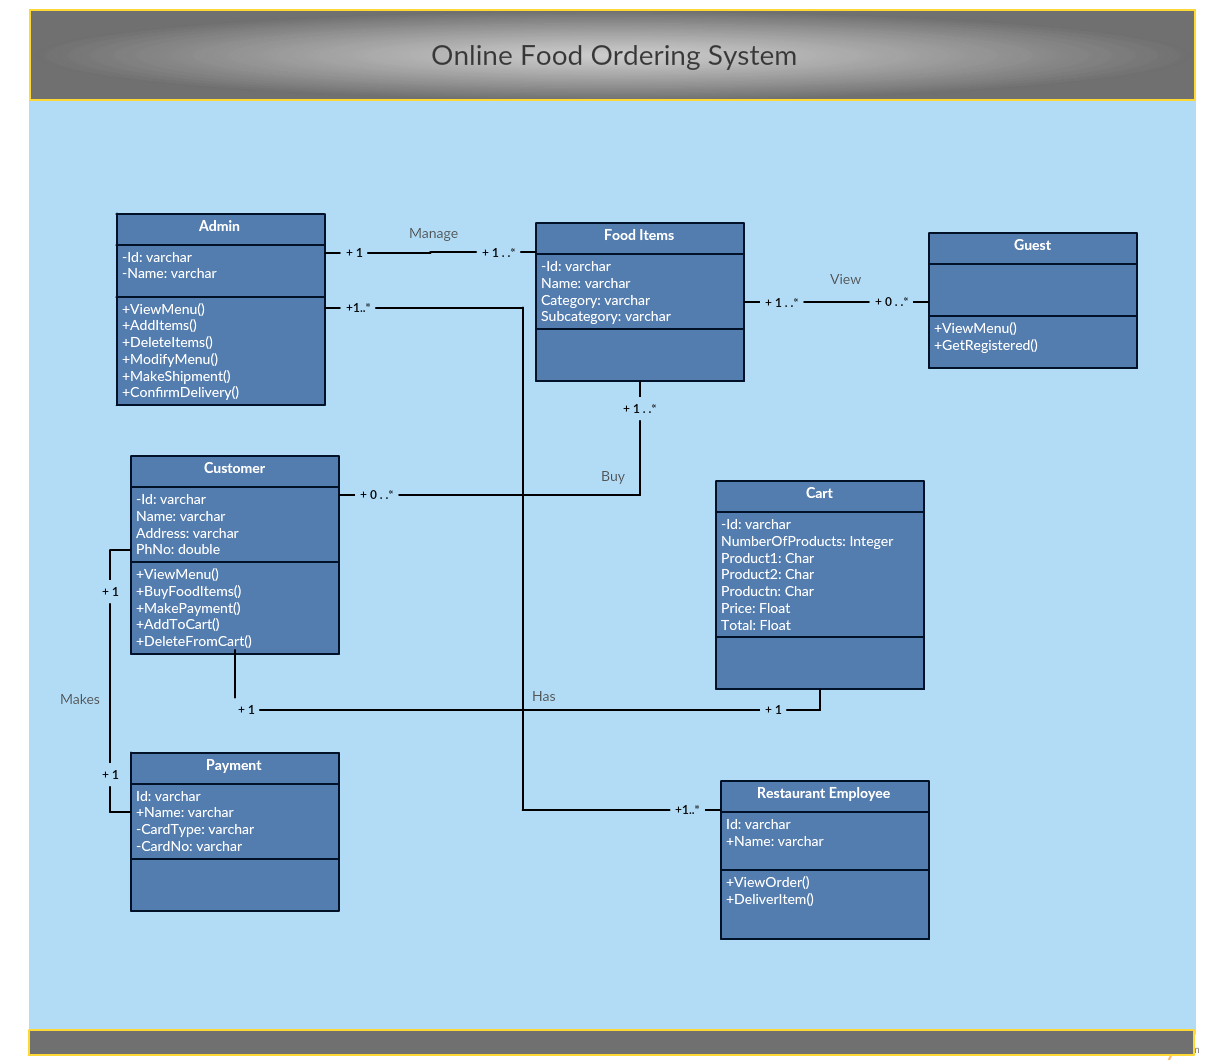 Online Food Ordering System
Admin
-Id: varchar
-Name: varchar
+ViewMenu()
+AddItems()
+DeleteItems()
+ModifyMenu()
+MakeShipment()
+ConfirmDelivery()
Manage
+ 1
+ 1 . .*
+1..*
Food Items
-Id: varchar
Name: varchar
Category: varchar
Subcategory: varchar
View
+ 1 . .*
+ 0 . .*
Guest
+ViewMenu()
+GetRegistered()
+ 1 . .*
Buy
+ 0 . .*
Customer
-Id: varchar
Name: varchar
Address: varchar
PhNo: double
+ViewMenu()
+BuyFoodItems()
+MakePayment()
+AddToCart()
+DeleteFromCart()
Cart
-Id: varchar
NumberOfProducts: Integer
Product1: Char
Product2: Char
Productn: Char
Price: Float
Total: Float
+ 1
Makes
+ 1
Has
+ 1
+ 1
Payment
Id: varchar
+Name: varchar
-CardType: varchar
-CardNo: varchar
+1..*
Restaurant Employee
Id: varchar
+Name: varchar
+ViewOrder()
+DeliverItem()